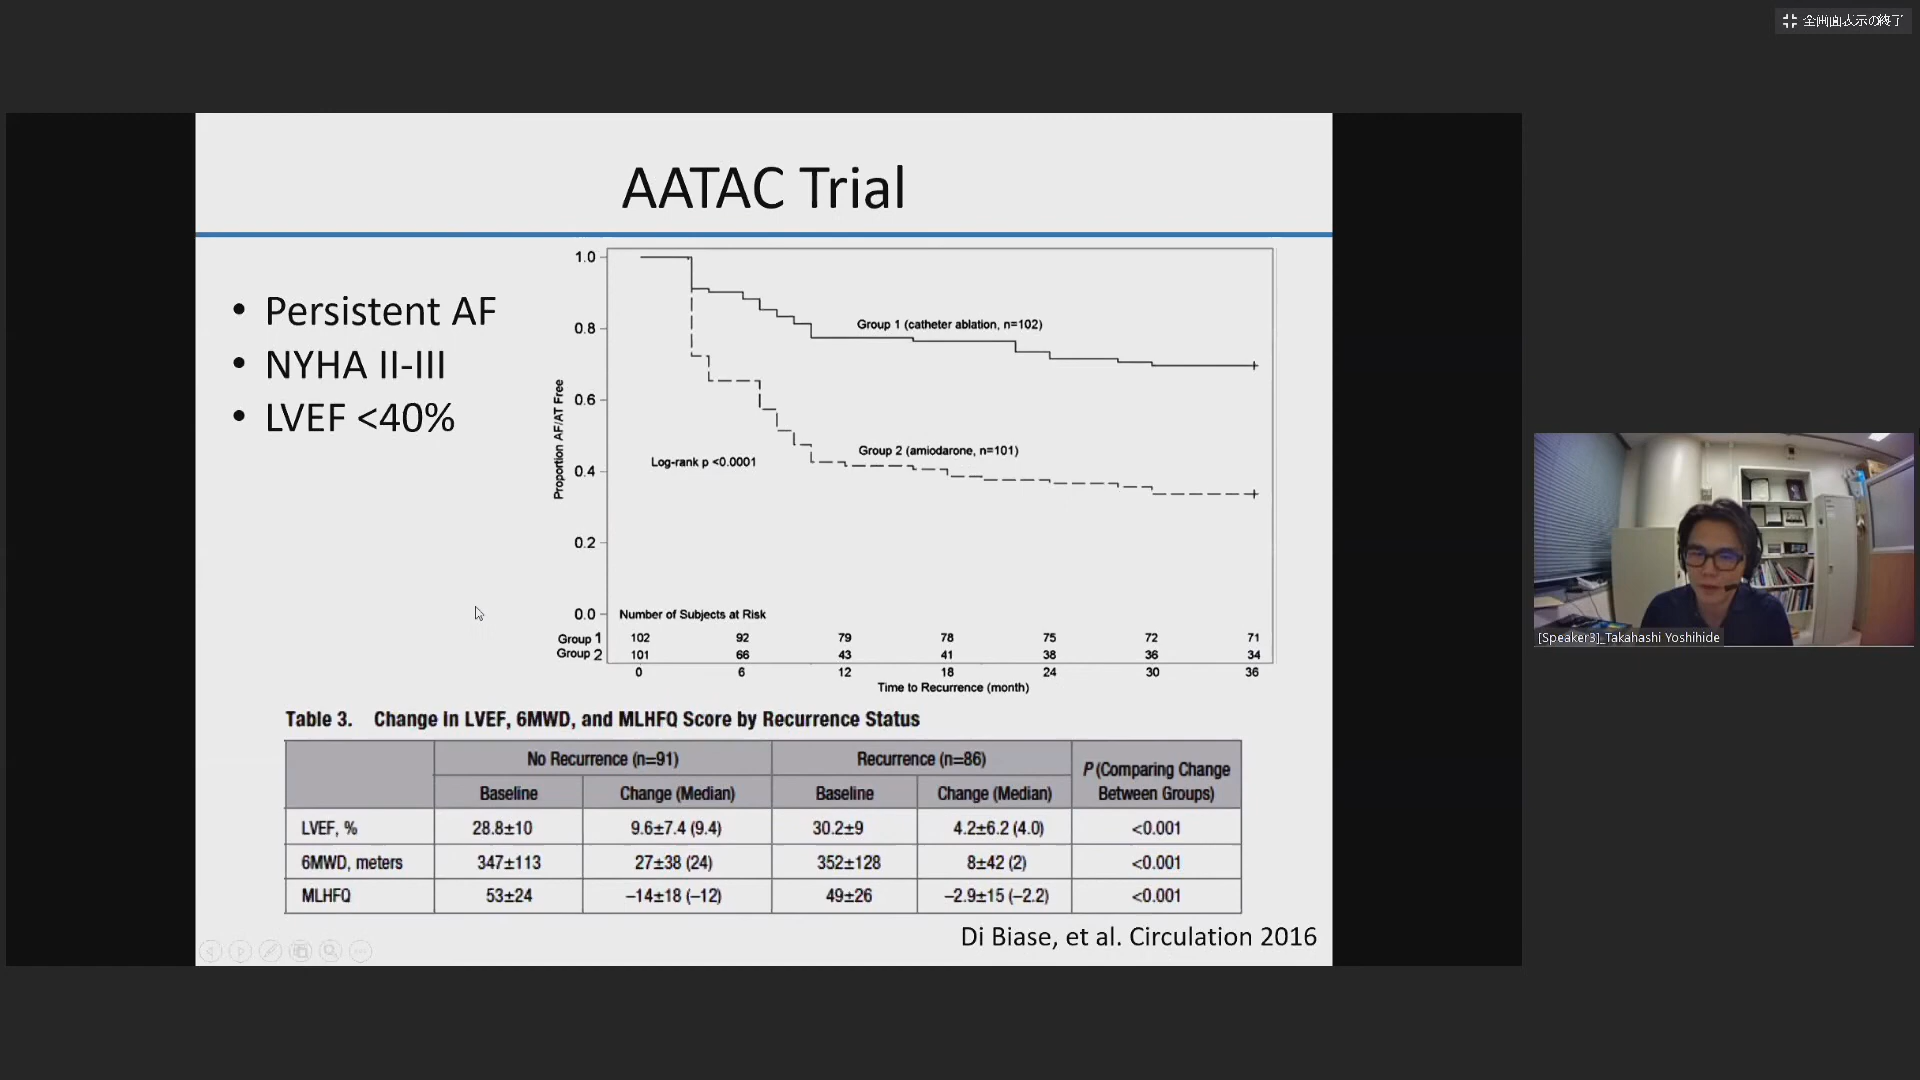 全画面表示の終了
AATAC Trial
• Persistent AF
• NYHA II-III
• LVEF <40%
1.0
0.8
0.6
0.4
0.2
0.0
Proportion AF/AT Free
Group 1 (catheter ablation, n=102)
Group 2 (amiodarone, n=101)
Log-rank p <0.0001
Number of Subjects at Risk
Group 1 102 92 79 78 75 72 71
Group 2 101 66 43 41 38 36 34
0 6 12 18 24 30 36
Time to Recurrence (month)
Table 3. Change in LVEF, 6MWD, and MLHFQ Score by Recurrence Status
No Recurrence (n=91) Recurrence (n=86) P (Comparing Change Between Groups)
Baseline Change (Median) Baseline Change (Median)
LVEF, % 28.8±10 9.6±7.4 (9.4) 30.2±9 4.2±6.2 (4.0) <0.001
6MWD, meters 347±113 27±38 (24) 352±128 8±42 (2) <0.001
MLHFQ 53±24 –14±18 (–12) 49±26 –2.9±15 (–2.2) <0.001
Di Biase, et al. Circulation 2016
[Speaker3]_Takahashi Yoshihide